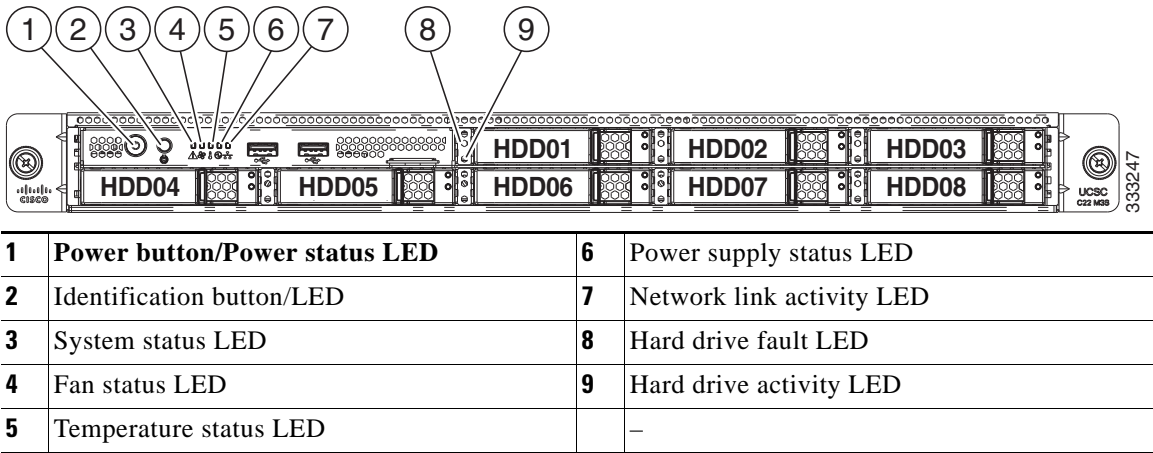 1 2 3 4 5 6 7 8 9
HDD01 HDD02 HDD03
HDD04 HDD05 HDD06 HDD07 HDD08
CISCO
UCSC
C22 M3S
333247
1 Power button/Power status LED 6 Power supply status LED
2 Identification button/LED 7 Network link activity LED
3 System status LED 8 Hard drive fault LED
4 Fan status LED 9 Hard drive activity LED
5 Temperature status LED –